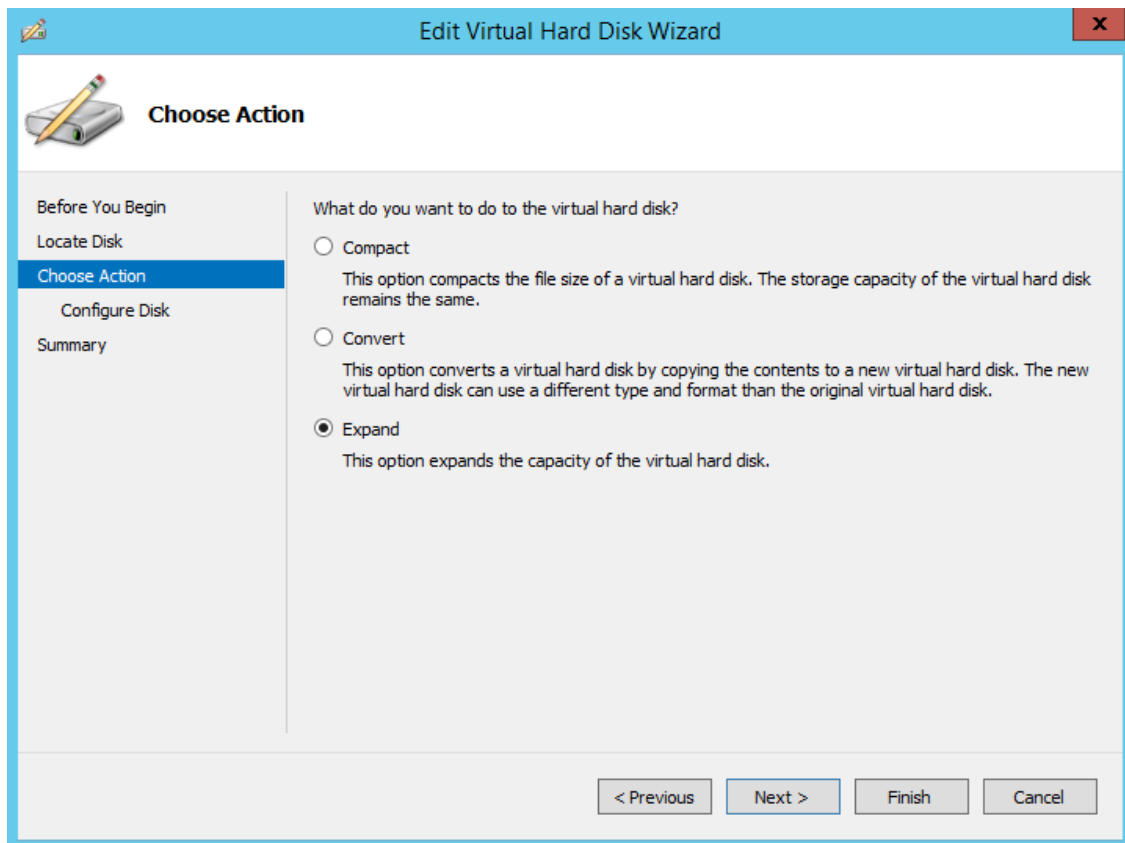 Edit Virtual Hard Disk Wizard
x
Choose Action
Before You Begin
Locate Disk
Choose Action
Configure Disk
Summary
What do you want to do to the virtual hard disk?
Compact
This option compacts the file size of a virtual hard disk. The storage capacity of the virtual hard disk
remains the same.
Convert
This option converts a virtual hard disk by copying the contents to a new virtual hard disk. The new
virtual hard disk can use a different type and format than the original virtual hard disk.
Expand
This option expands the capacity of the virtual hard disk.
< Previous
Next >
Finish
Cancel